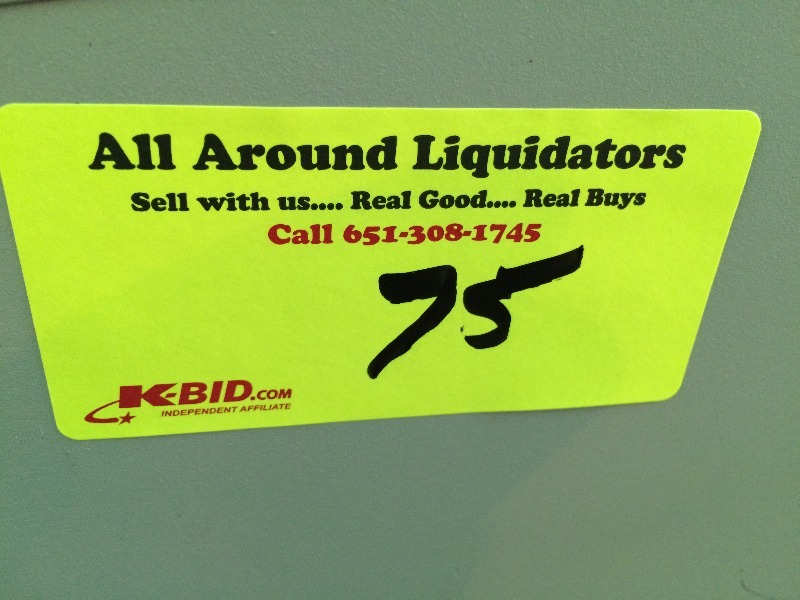 All Around Liquidators
Sell with us.... Real Good.... Real Buys
Call 651-308-1745
75
K-BID.COM
INDEPENDENT AFFILIATE